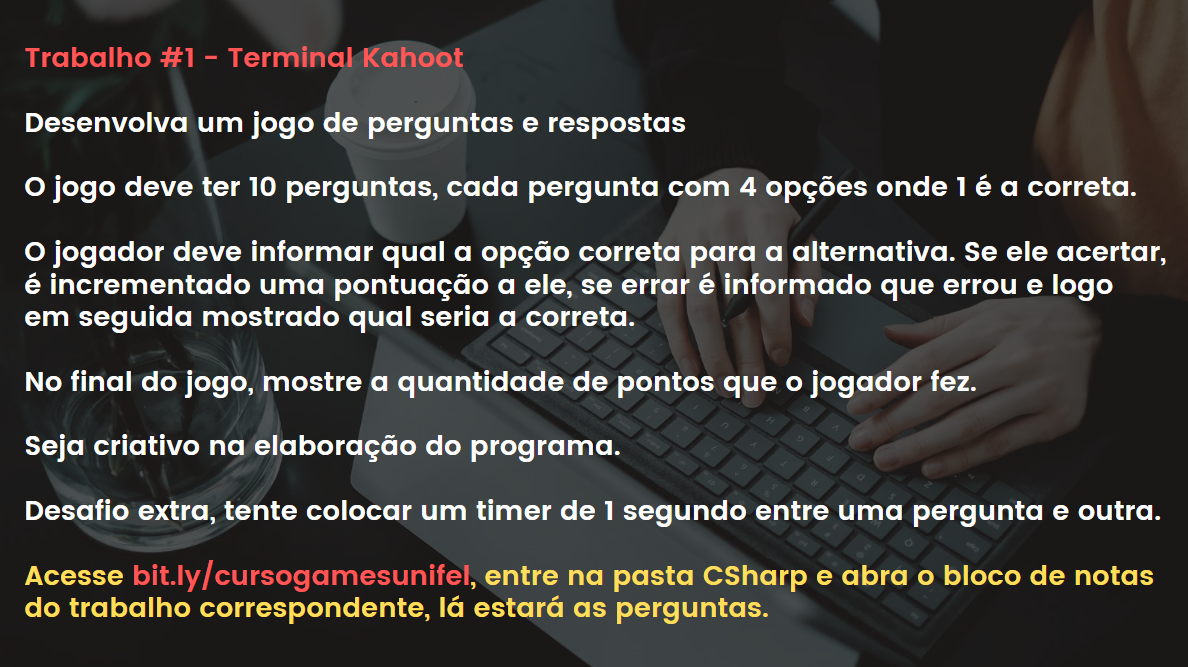 Trabalho #1 - Terminal Kahoot
Desenvolva um jogo de perguntas e respostas
O jogo deve ter 10 perguntas, cada pergunta com 4 opções onde 1 é a correta.
O jogador deve informar qual a opção correta para a alternativa. Se ele acertar,
é incrementado uma pontuação a ele, se errar é informado que errou e logo
em seguida mostrado qual seria a correta.
No final do jogo, mostre a quantidade de pontos que o jogador fez.
Seja criativo na elaboração do programa.
Desafio extra, tente colocar um timer de 1 segundo entre uma pergunta e outra.
Acesse bit.ly/cursogamesunifel, entre na pasta CSharp e abra o bloco de notas
do trabalho correspondente, lá estará as perguntas.